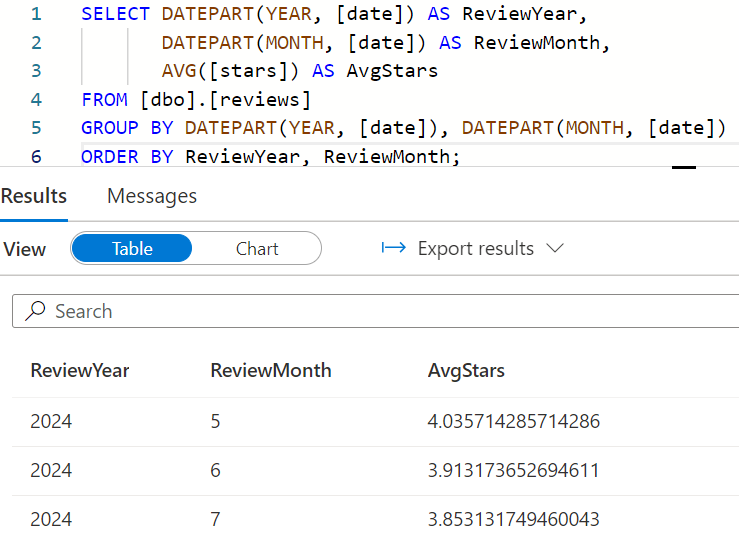 1 SELECT DATEPART(YEAR, [date]) AS ReviewYear,
2 DATEPART(MONTH, [date]) AS ReviewMonth,
3 AVG([stars]) AS AvgStars
4 FROM [dbo].[reviews]
5 GROUP BY DATEPART(YEAR, [date]), DATEPART(MONTH, [date])
6 ORDER BY ReviewYear, ReviewMonth;
Results Messages
View Table Chart Export results
Search
ReviewYear ReviewMonth AvgStars
2024 5 4.035714285714286
2024 6 3.913173652694611
2024 7 3.853131749460043